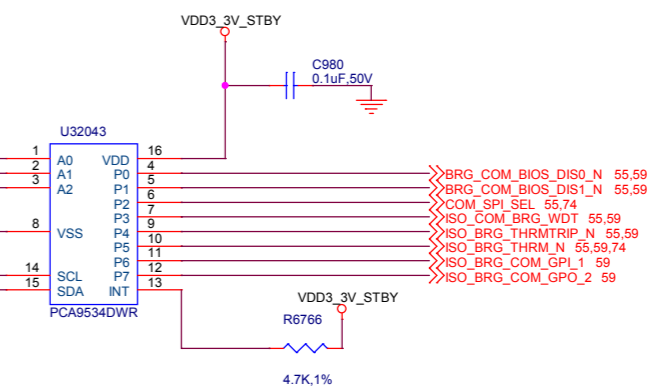 VDD3_3V_STBY
C980
0.1uF,50V
U32043
1 A0 VDD 16
2 A1 P0 4 BRG_COM_BIOS_DIS0_N 55,59
3 A2 P1 5 BRG_COM_BIOS_DIS1_N 55,59
P2 6 COM_SPI_SEL 55,74
P3 7 ISO_COM_BRG_WDT 55,59
8 VSS P4 9 ISO_BRG_THRMTRIP_N 55,59
P5 10 ISO_BRG_THRM_N 55,59,74
P6 11 ISO_BRG_COM_GPI_1 59
14 SCL P7 12 ISO_BRG_COM_GPO_2 59
15 SDA INT 13
PCA9534DWR
VDD3_3V_STBY
R6766
4.7K,1%